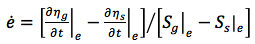 ė = [∂η_g/∂t|_e − ∂η_s/∂t|_e] / [S_g|_e − S_s|_e]